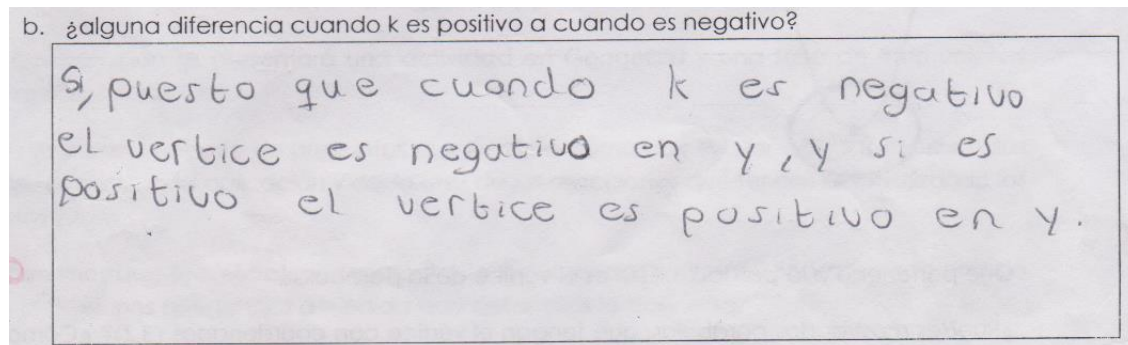 b. ¿alguna diferencia cuando k es positivo a cuando es negativo?
Si, puesto que cuando k es negativo
el vertice es negativo en y , y si es
positivo el vertice es positivo en y.